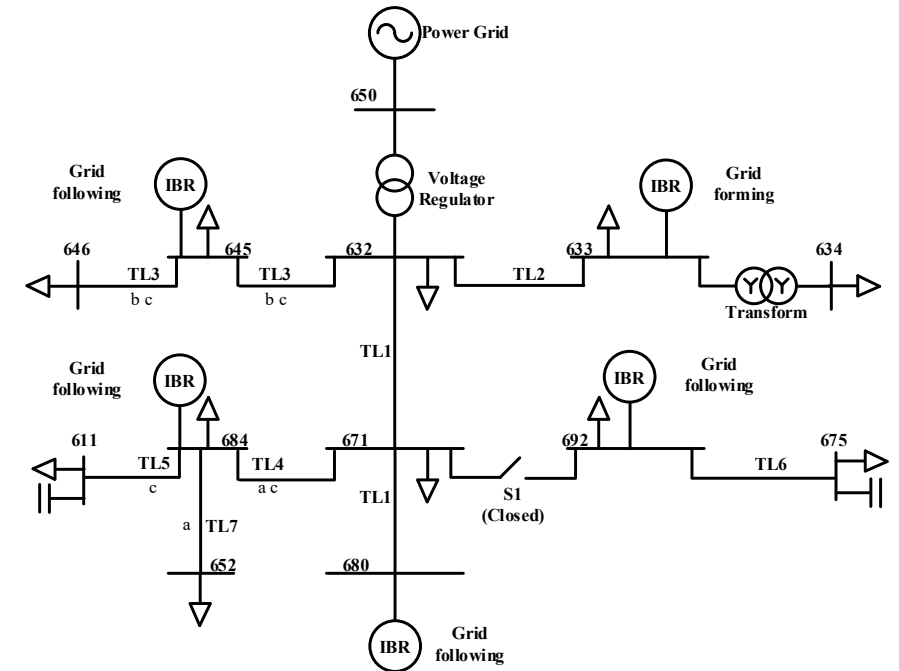 Power Grid
650
Grid
following
IBR
Voltage
Regulator
IBR
Grid
forming
646
645
632
633
634
TL3
b c
TL3
b c
TL2
Y Y
Transform
TL1
Grid
following
IBR
IBR
Grid
following
611
684
671
692
675
TL5
c
TL4
a c
TL1
S1
(Closed)
TL6
a TL7
652
680
IBR
Grid
following